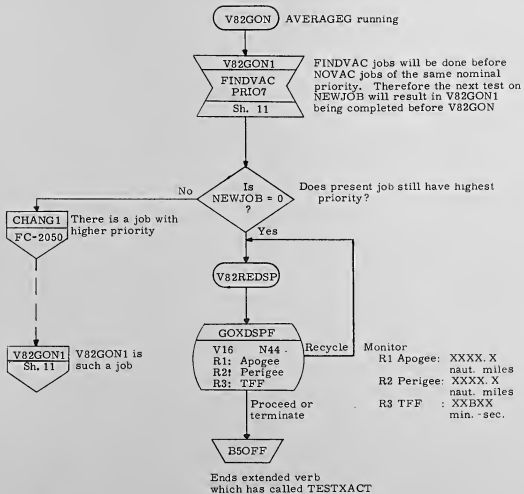 V82GON AVERAGEG running
V82GON1
FINDVAC
PRIO7
Sh. 11
FINDVAC jobs will be done before
NOVAC jobs of the same nominal
priority. Therefore the next test on
NEWJOB will result in V82GON1
being completed before V82GON
Is
NEWJOB = 0
?
Does present job still have highest
priority?
No
Yes
CHANG1
FC-2050
There is a job with
higher priority
V82GON1
Sh. 11
V82GON1 is
such a job
V82REDSP
GOXDSPF
V16 N44
R1: Apogee
R2: Perigee
R3: TFF
Recycle
Monitor
R1 Apogee: XXXX. X
naut. miles
R2 Perigee: XXXX. X
naut. miles
R3 TFF : XXBXX
min. -sec.
Proceed or
terminate
B5OFF
Ends extended verb
which has called TESTXACT